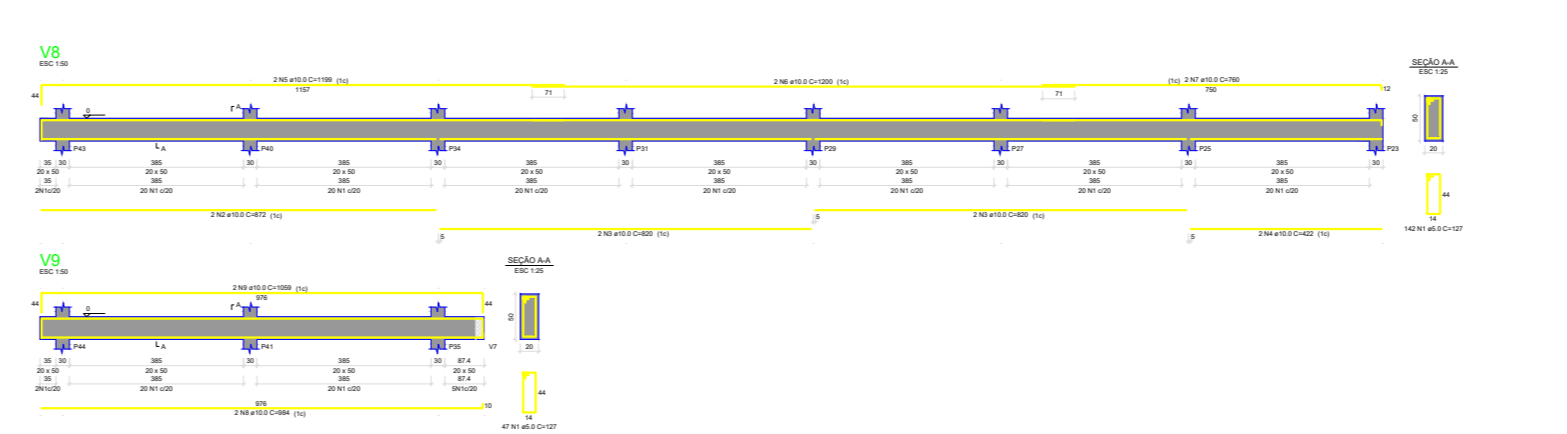 V8
ESC 1:50
2 N5 ø10.0 C=1199 (1c)
1157
44
2 N6 ø10.0 C=1200 (1c)
71
71
(1c) 2 N7 ø10.0 C=760
750
12
SEÇÃO A-A
ESC 1:25
0
A
A
P43 P40 P34 P31 P29 P27 P25 P23
50
20
35 30 385 30 385 30 385 30 385 30 385 30 385 30 385 30
20 x 50 20 x 50 20 x 50 20 x 50 20 x 50 20 x 50 20 x 50 20 x 50
35 385 385 385 385 385 385 385
2N1c/20 20 N1 c/20 20 N1 c/20 20 N1 c/20 20 N1 c/20 20 N1 c/20 20 N1 c/20 20 N1 c/20
44
14
142 N1 ø5.0 C=127
2 N2 ø10.0 C=872 (1c)
5
2 N3 ø10.0 C=820 (1c)
5
2 N3 ø10.0 C=820 (1c)
5
2 N4 ø10.0 C=422 (1c)
V9
ESC 1:50
2 N9 ø10.0 C=1059 (1c)
976
44
44
SEÇÃO A-A
ESC 1:25
0
A
A
P44 P41 P35 V7
50
20
35 30 385 30 385 30 87.4
20 x 50 20 x 50 20 x 50 20 x 50
35 385 385 87.4
2N1c/20 20 N1 c/20 20 N1 c/20 5N1c/20
976
10
2 N8 ø10.0 C=984 (1c)
44
14
47 N1 ø5.0 C=127